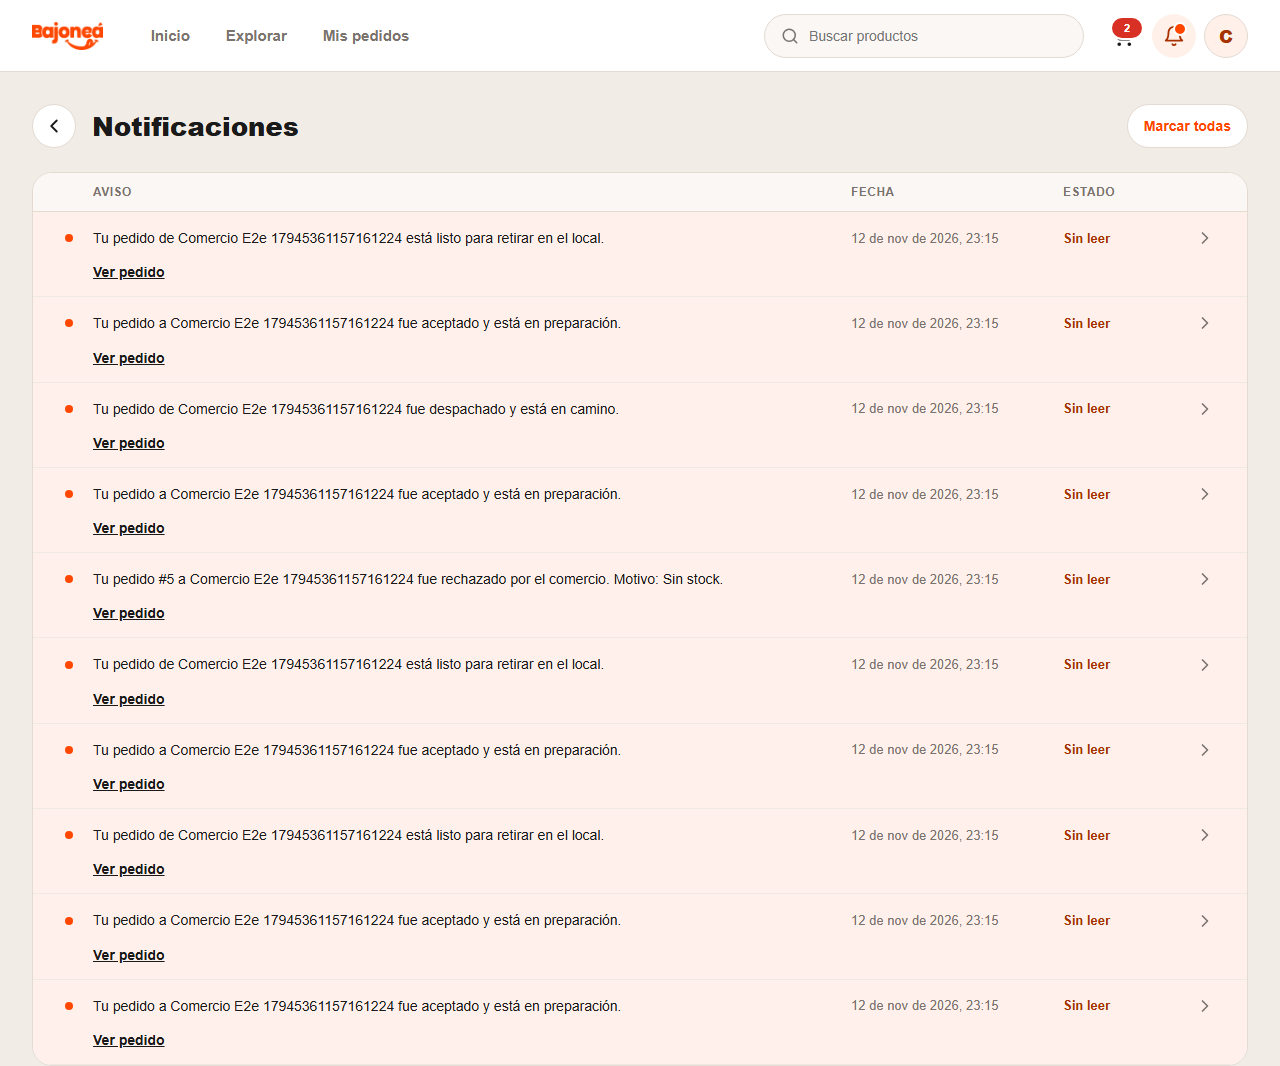 Bajoneá
Inicio
Explorar
Mis pedidos
Buscar productos
2
C
Notificaciones
Marcar todas
AVISO FECHA ESTADO
Tu pedido de Comercio E2e 17945361157161224 está listo para retirar en el local. 12 de nov de 2026, 23:15 Sin leer
Ver pedido
Tu pedido a Comercio E2e 17945361157161224 fue aceptado y está en preparación. 12 de nov de 2026, 23:15 Sin leer
Ver pedido
Tu pedido de Comercio E2e 17945361157161224 fue despachado y está en camino. 12 de nov de 2026, 23:15 Sin leer
Ver pedido
Tu pedido a Comercio E2e 17945361157161224 fue aceptado y está en preparación. 12 de nov de 2026, 23:15 Sin leer
Ver pedido
Tu pedido #5 a Comercio E2e 17945361157161224 fue rechazado por el comercio. Motivo: Sin stock. 12 de nov de 2026, 23:15 Sin leer
Ver pedido
Tu pedido de Comercio E2e 17945361157161224 está listo para retirar en el local. 12 de nov de 2026, 23:15 Sin leer
Ver pedido
Tu pedido a Comercio E2e 17945361157161224 fue aceptado y está en preparación. 12 de nov de 2026, 23:15 Sin leer
Ver pedido
Tu pedido de Comercio E2e 17945361157161224 está listo para retirar en el local. 12 de nov de 2026, 23:15 Sin leer
Ver pedido
Tu pedido a Comercio E2e 17945361157161224 fue aceptado y está en preparación. 12 de nov de 2026, 23:15 Sin leer
Ver pedido
Tu pedido a Comercio E2e 17945361157161224 fue aceptado y está en preparación. 12 de nov de 2026, 23:15 Sin leer
Ver pedido